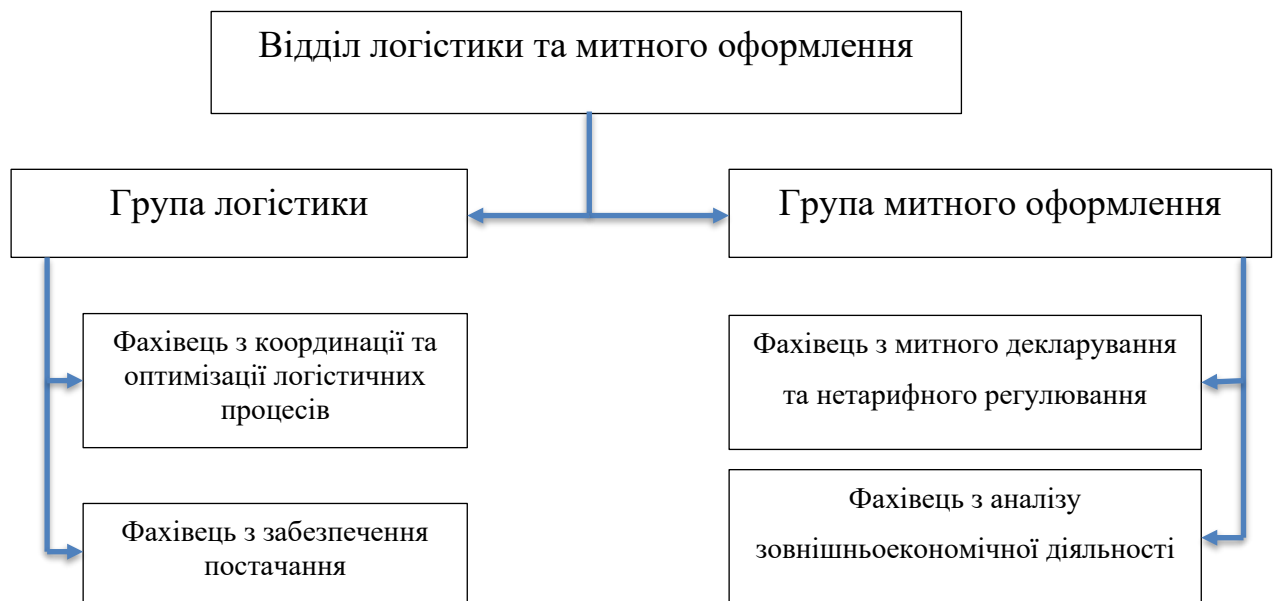 Відділ логістики та митного оформлення
Група логістики
Група митного оформлення
Фахівець з координації та
оптимізації логістичних
процесів
Фахівець з митного декларування
та нетарифного регулювання
Фахівець з забезпечення
постачання
Фахівець з аналізу
зовнішньоекономічної діяльності